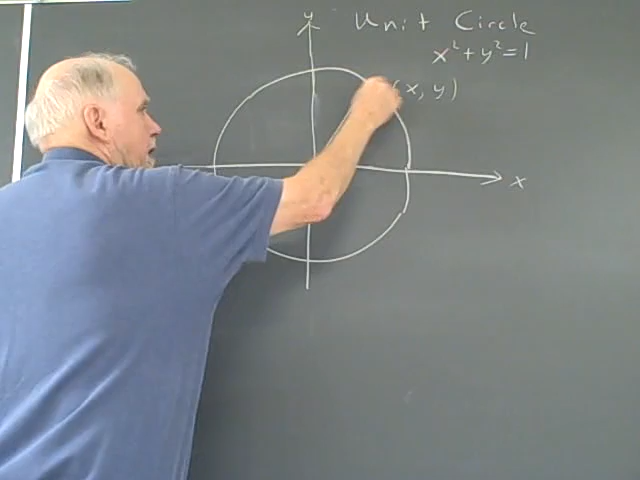 y
Unit Circle
x² + y² = 1
(x, y)
x